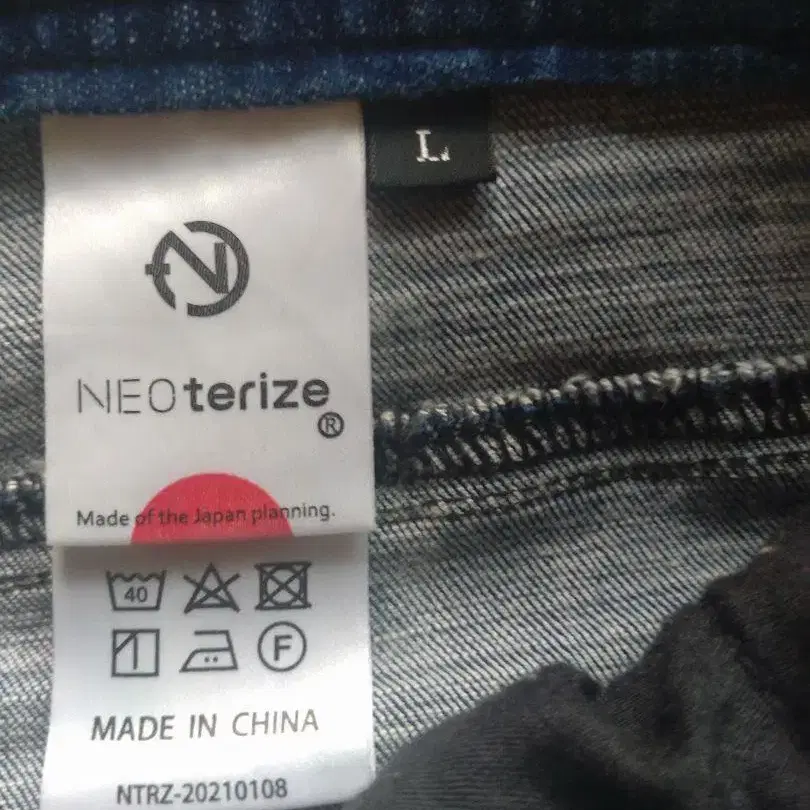 L
NEOterize
®
Made of the Japan planning.
40
F
MADE IN CHINA
NTRZ-20210108